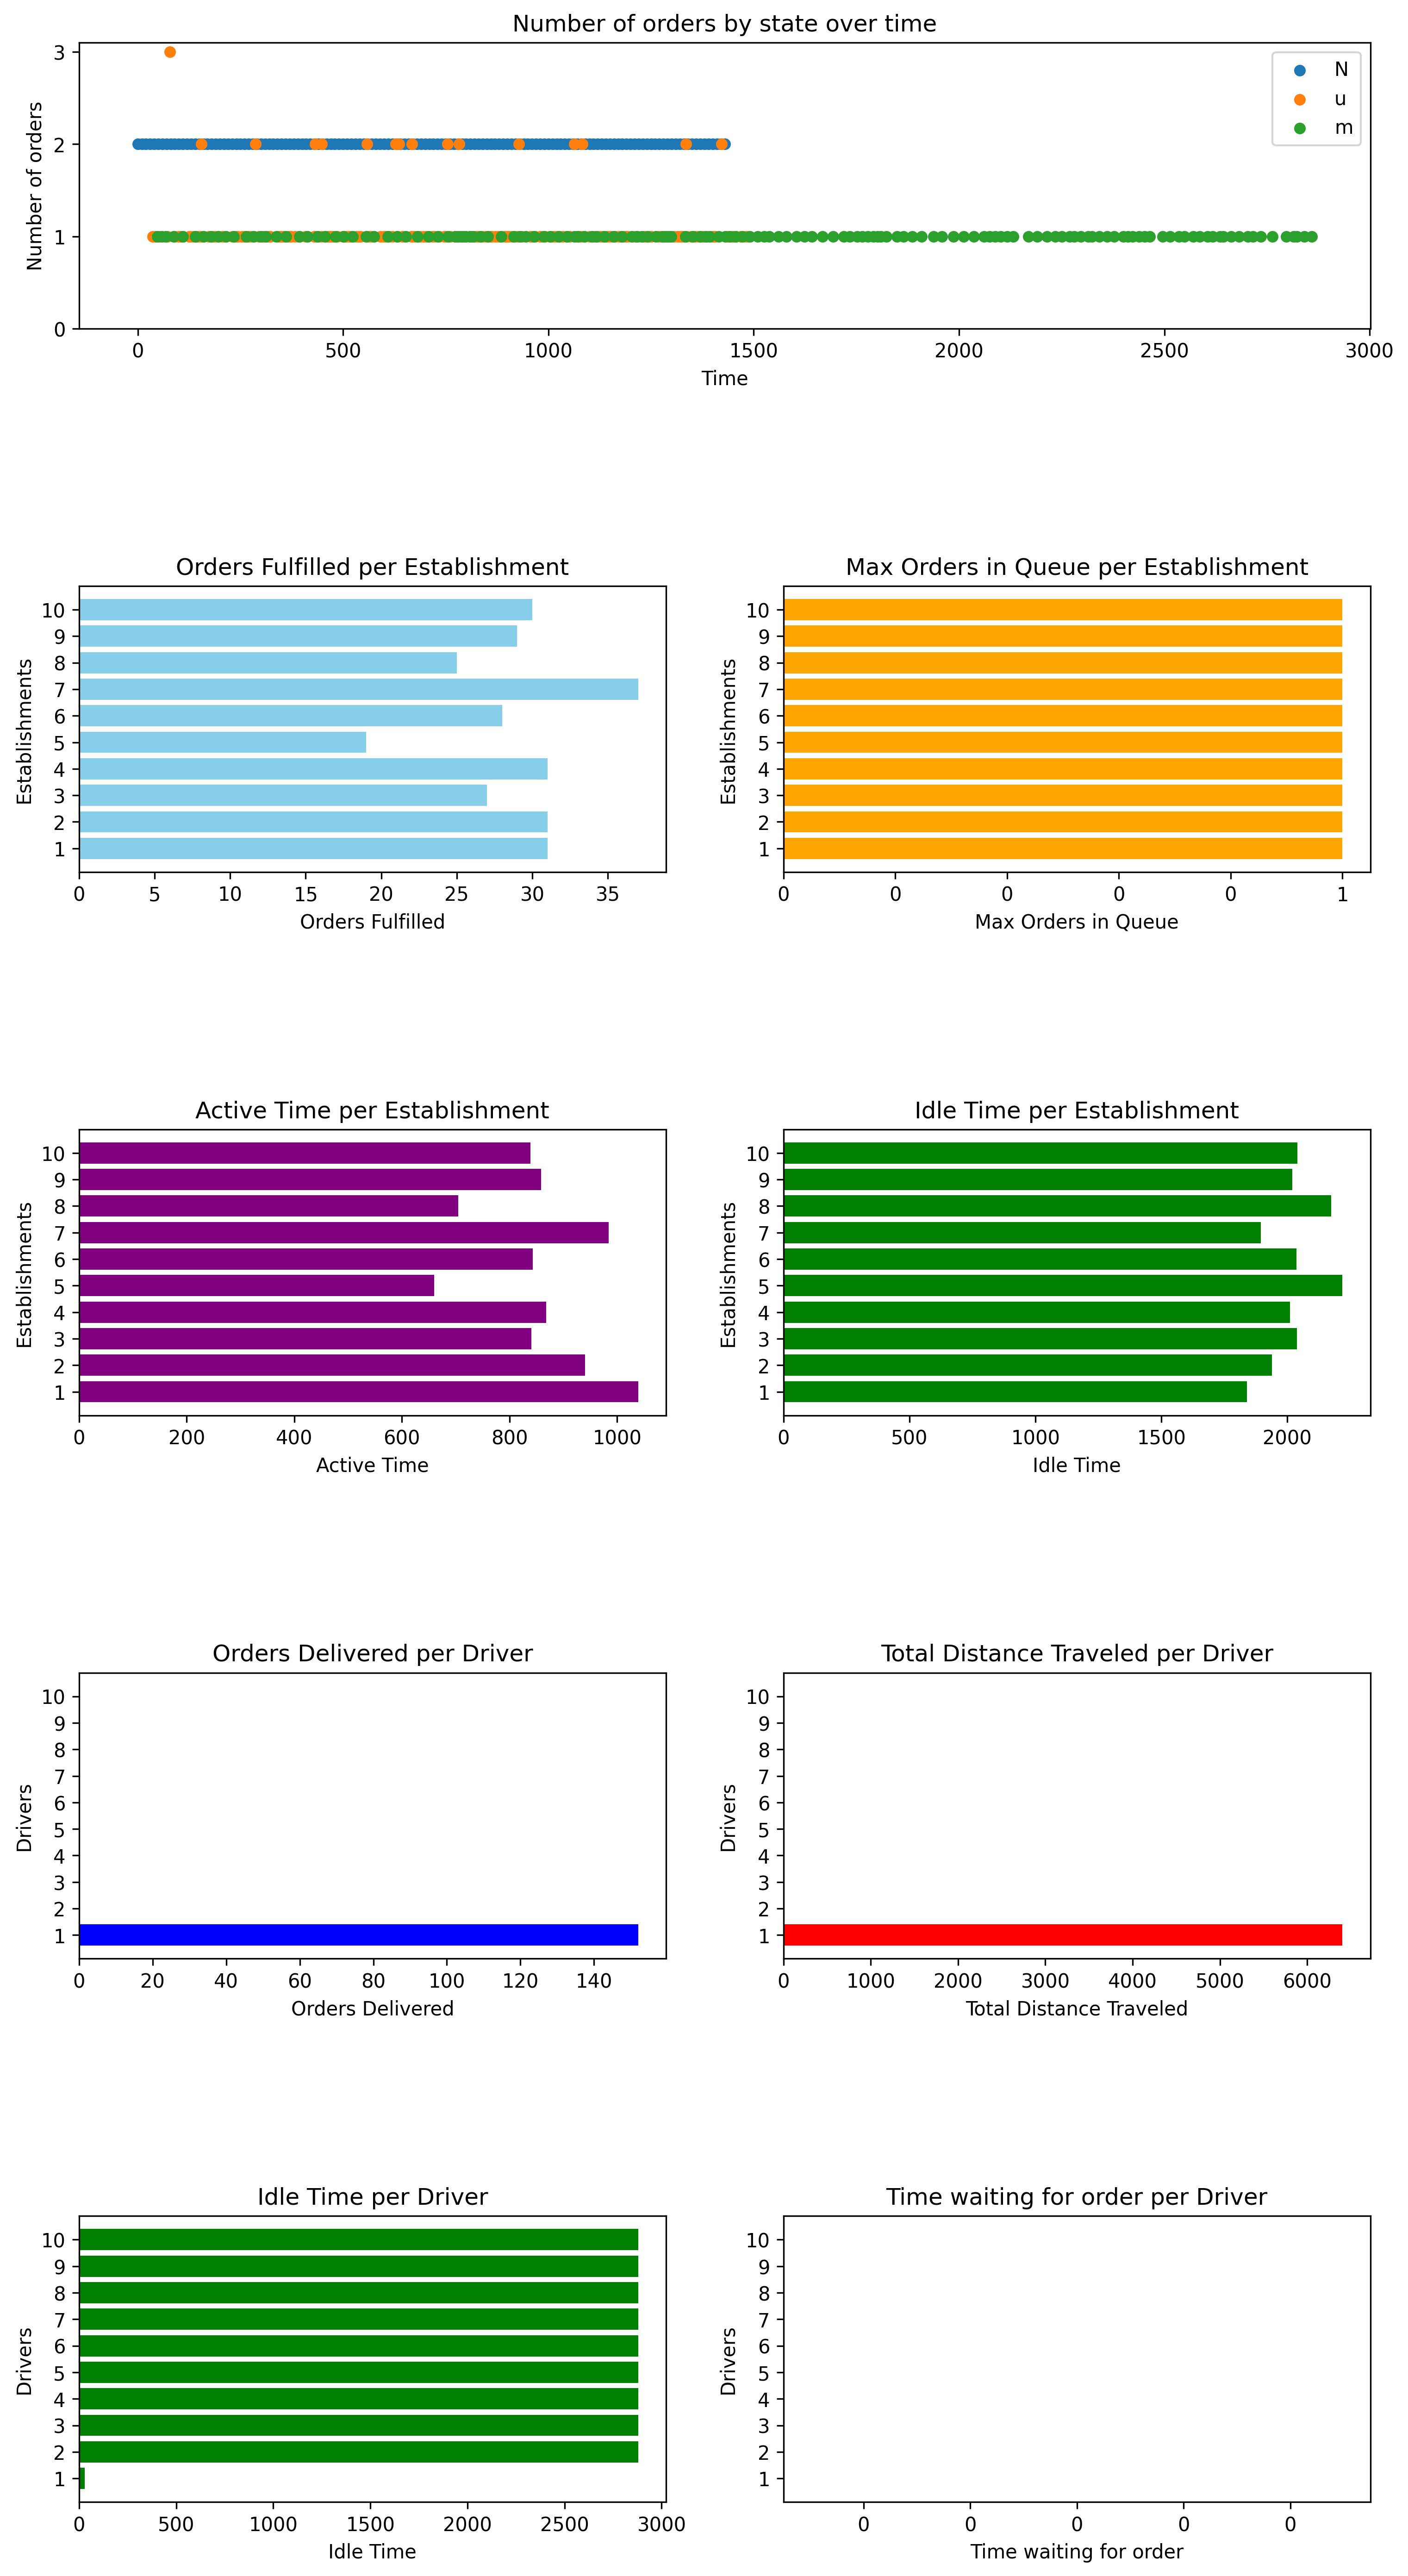 Number of orders by state over time
Number of orders
3
2
1
0
N
u
m
0 500 1000 1500 2000 2500 3000
Time
Orders Fulfilled per Establishment
Establishments
10
9
8
7
6
5
4
3
2
1
0 5 10 15 20 25 30 35
Orders Fulfilled
Max Orders in Queue per Establishment
Establishments
10
9
8
7
6
5
4
3
2
1
0 0 0 0 0 1
Max Orders in Queue
Active Time per Establishment
Establishments
10
9
8
7
6
5
4
3
2
1
0 200 400 600 800 1000
Active Time
Idle Time per Establishment
Establishments
10
9
8
7
6
5
4
3
2
1
0 500 1000 1500 2000
Idle Time
Orders Delivered per Driver
Drivers
10
9
8
7
6
5
4
3
2
1
0 20 40 60 80 100 120 140
Orders Delivered
Total Distance Traveled per Driver
Drivers
10
9
8
7
6
5
4
3
2
1
0 1000 2000 3000 4000 5000 6000
Total Distance Traveled
Idle Time per Driver
Drivers
10
9
8
7
6
5
4
3
2
1
0 500 1000 1500 2000 2500 3000
Idle Time
Time waiting for order per Driver
Drivers
10
9
8
7
6
5
4
3
2
1
0 0 0 0 0
Time waiting for order